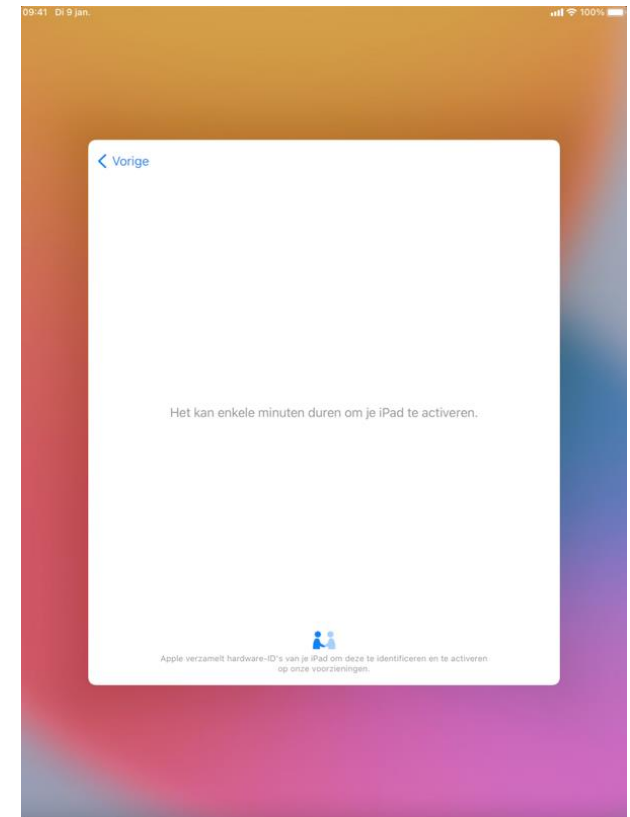 09:41 Di 9 jan. 100%
Vorige
Het kan enkele minuten duren om je iPad te activeren.
Apple verzamelt hardware-ID's van je iPad om deze te identificeren en te activeren
op onze voorzieningen.